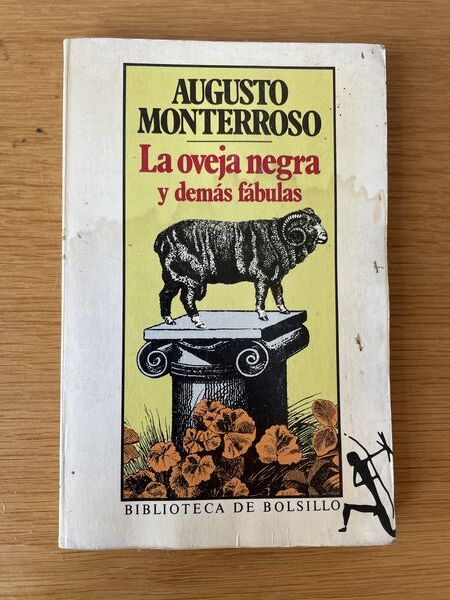 AUGUSTO
MONTERROSO
La oveja negra
y demás fábulas
BIBLIOTECA DE BOLSILLO